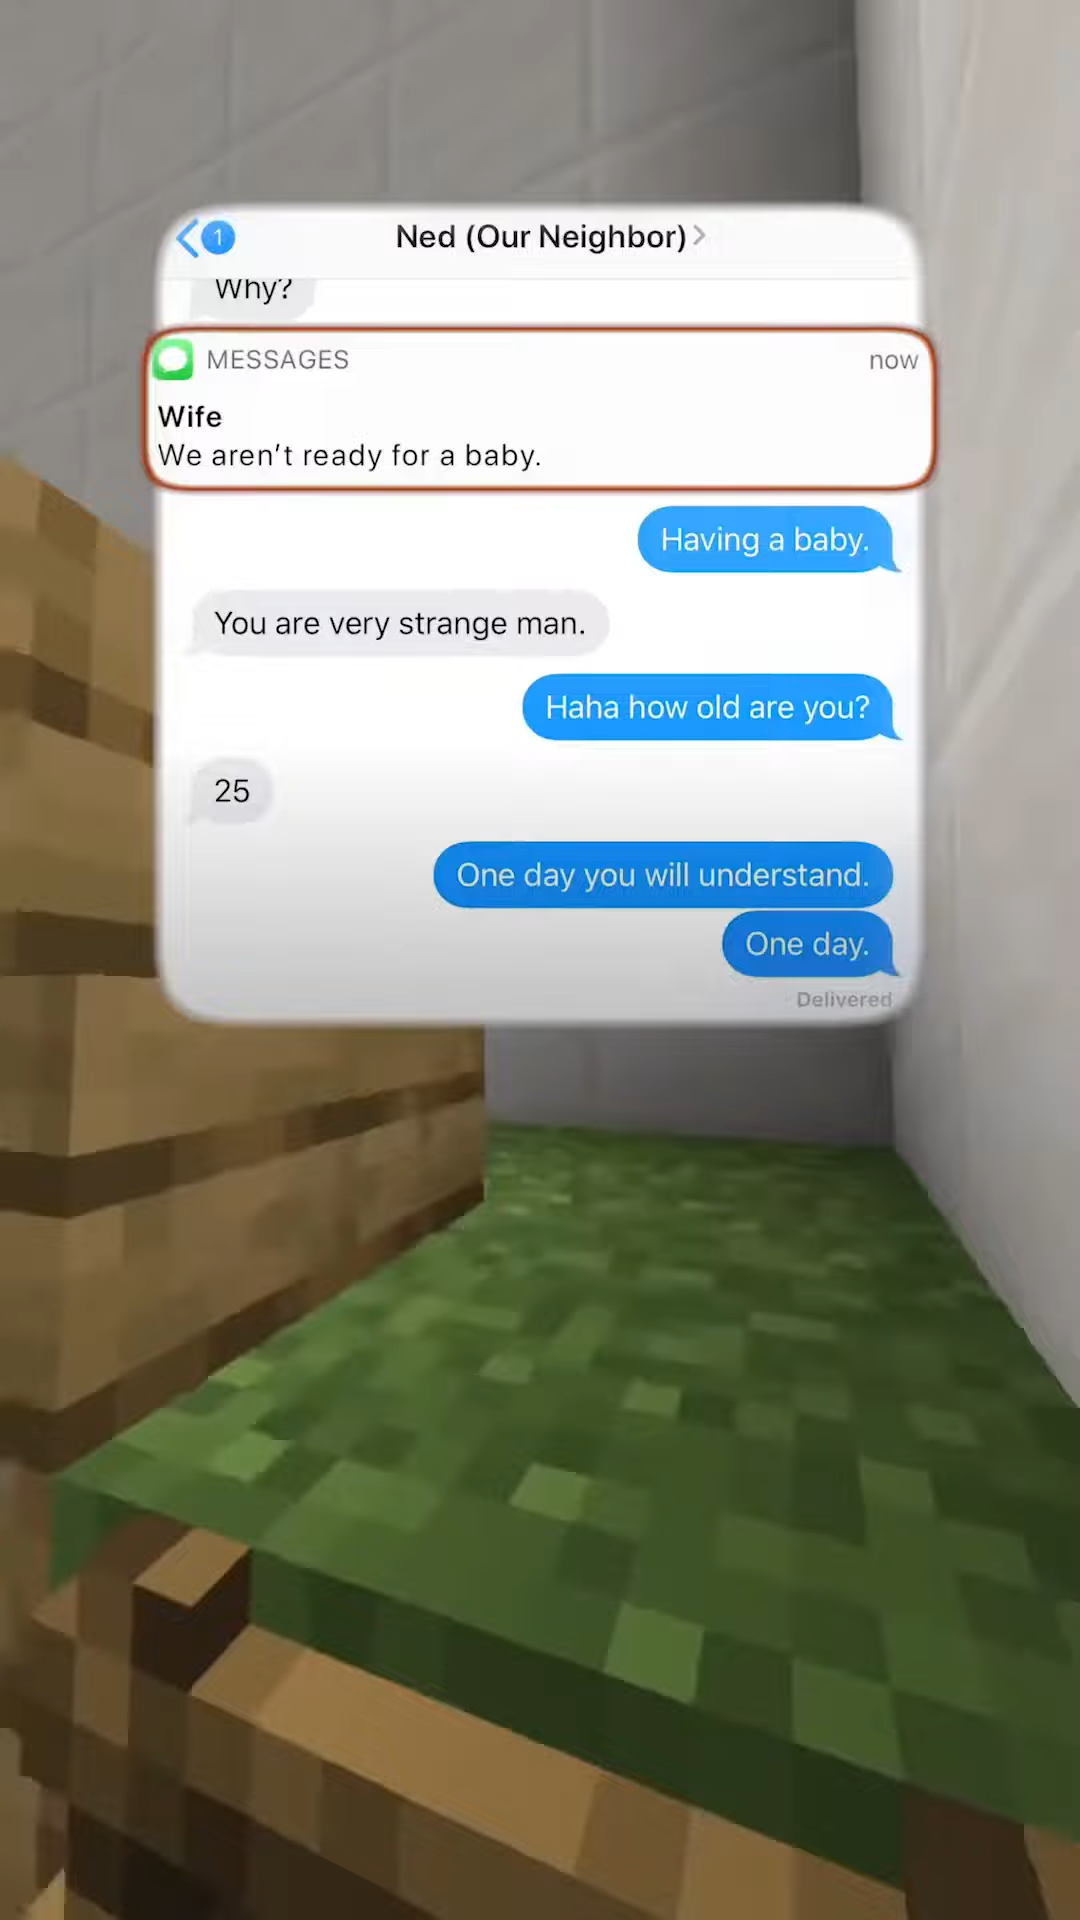 1
Ned (Our Neighbor)
Why?
MESSAGES
now
Wife
We aren't ready for a baby.
Having a baby.
You are very strange man.
Haha how old are you?
25
One day you will understand.
One day.
Delivered